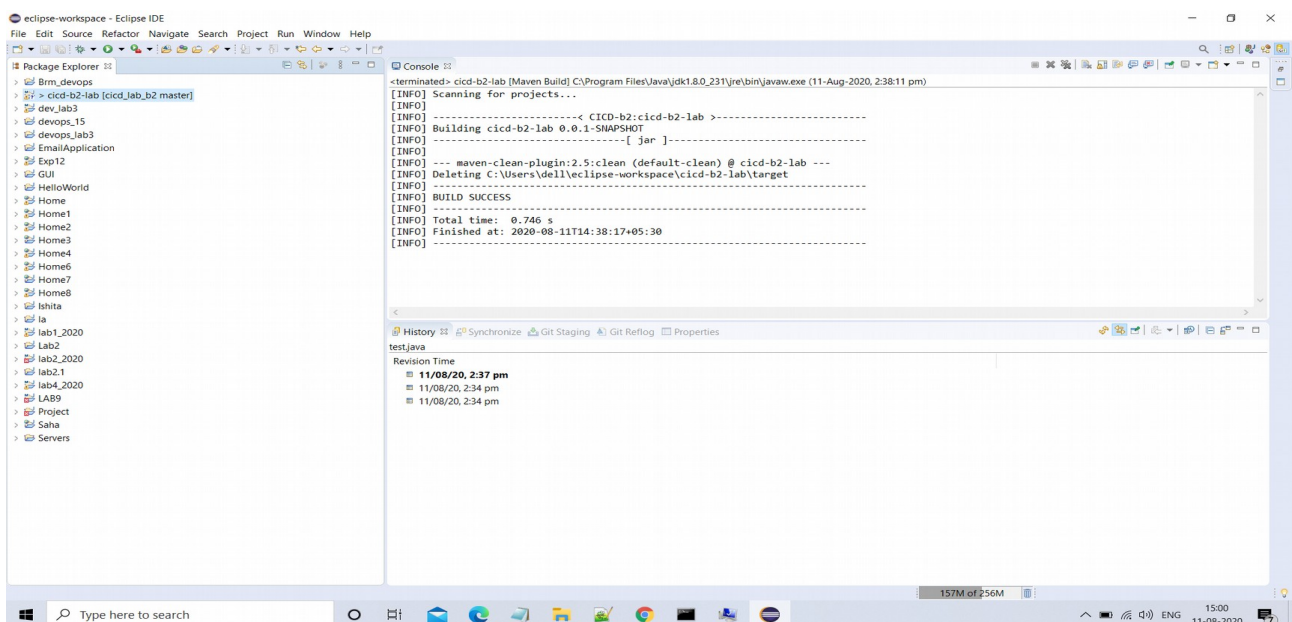 eclipse-workspace - Eclipse IDE
File Edit Source Refactor Navigate Search Project Run Window Help
Package Explorer
Brm_devops
> cicd-b2-lab [cicd_lab_b2 master]
dev_lab3
devops_15
devops_lab3
EmailApplication
Exp12
GUI
HelloWorld
Home
Home1
Home2
Home3
Home4
Home6
Home7
Home8
Ishita
la
lab1_2020
Lab2
lab2_2020
lab2.1
lab4_2020
LAB9
Project
Saha
Servers
Console
<terminated> cicd-b2-lab [Maven Build] C:\Program Files\Java\jdk1.8.0_231\jre\bin\javaw.exe (11-Aug-2020, 2:38:11 pm)
[INFO] Scanning for projects...
[INFO]
[INFO] ------------------------< CICD-b2:cicd-b2-lab >-------------------------
[INFO] Building cicd-b2-lab 0.0.1-SNAPSHOT
[INFO] --------------------------------[ jar ]---------------------------------
[INFO]
[INFO] --- maven-clean-plugin:2.5:clean (default-clean) @ cicd-b2-lab ---
[INFO] Deleting C:\Users\dell\eclipse-workspace\cicd-b2-lab\target
[INFO] ------------------------------------------------------------------------
[INFO] BUILD SUCCESS
[INFO] ------------------------------------------------------------------------
[INFO] Total time:  0.746 s
[INFO] Finished at: 2020-08-11T14:38:17+05:30
[INFO] ------------------------------------------------------------------------
History Synchronize Git Staging Git Reflog Properties
test.java
Revision Time
11/08/20, 2:37 pm
11/08/20, 2:34 pm
11/08/20, 2:34 pm
157M of 256M
Type here to search
ENG
15:00
11-08-2020
7